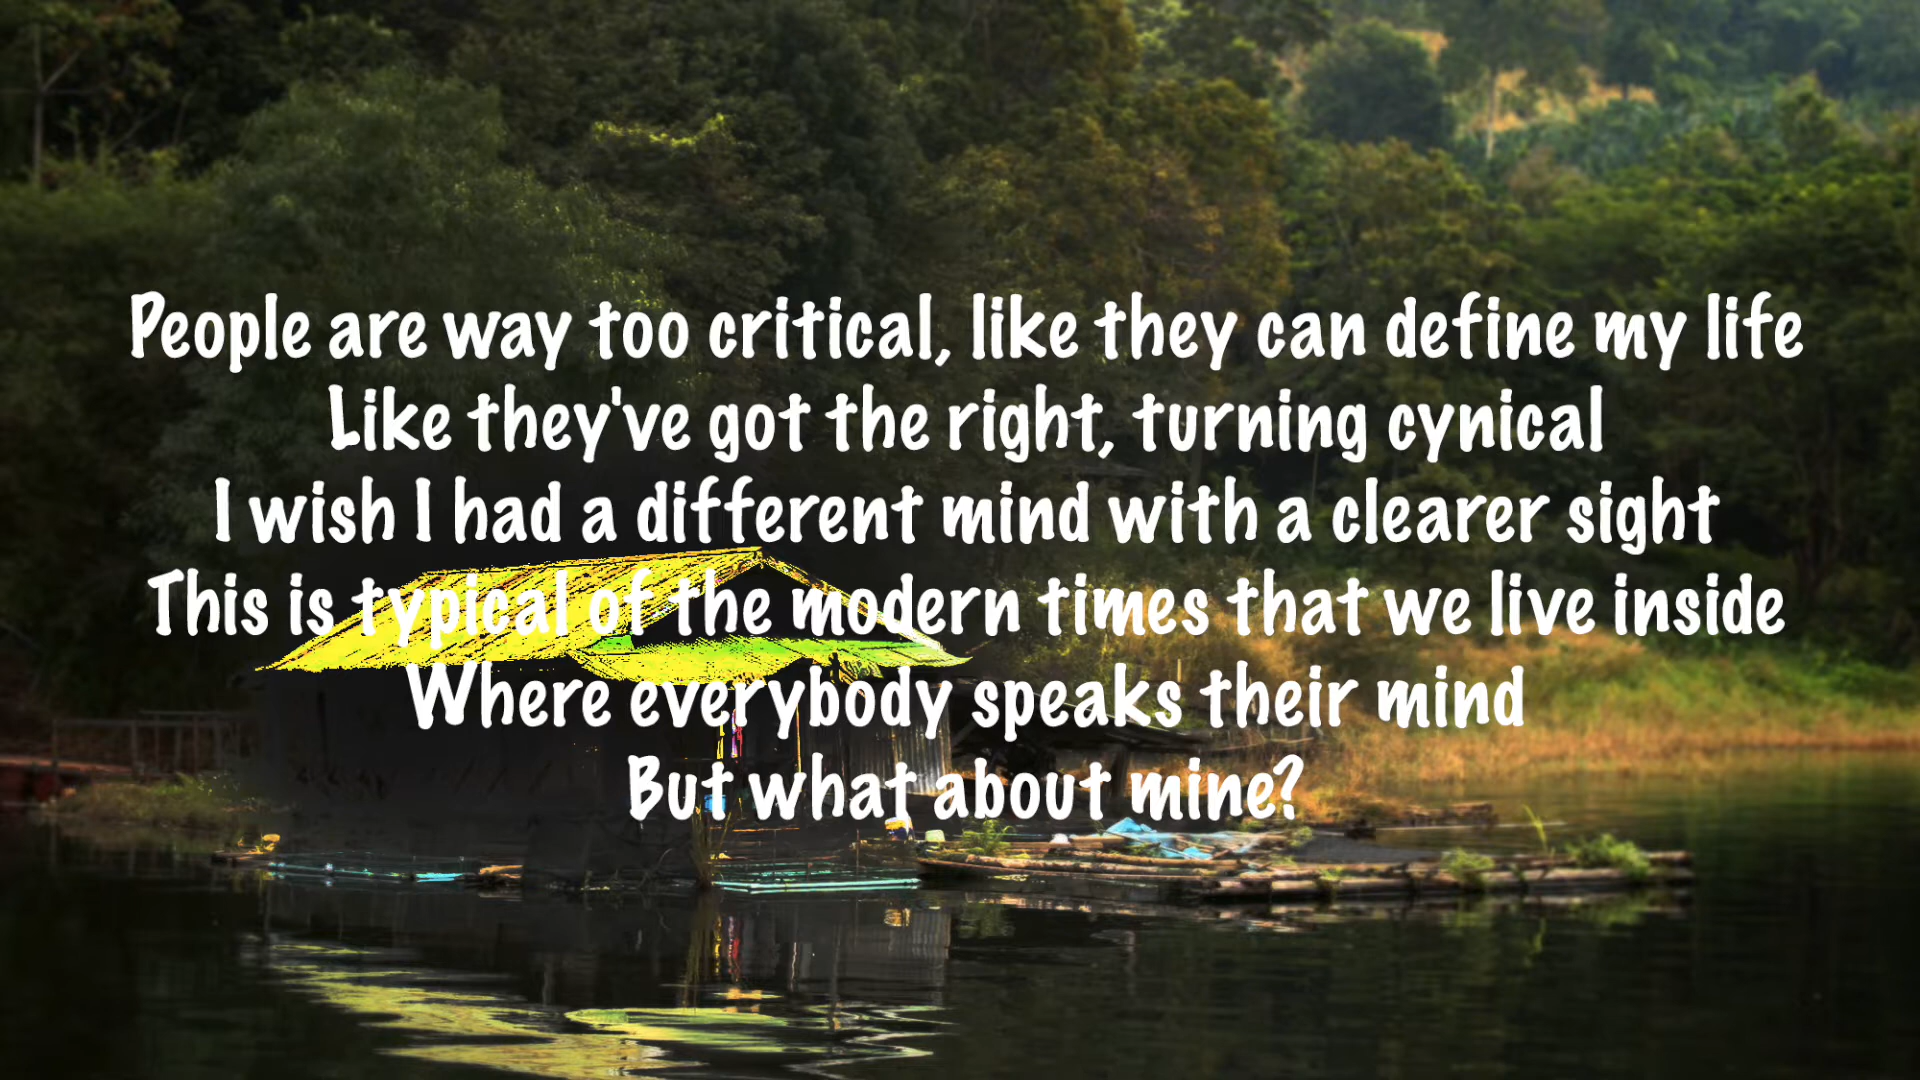 People are way too critical, like they can define my life
Like they've got the right, turning cynical
I wish I had a different mind with a clearer sight
This is typical of the modern times that we live inside
Where everybody speaks their mind
But what about mine?